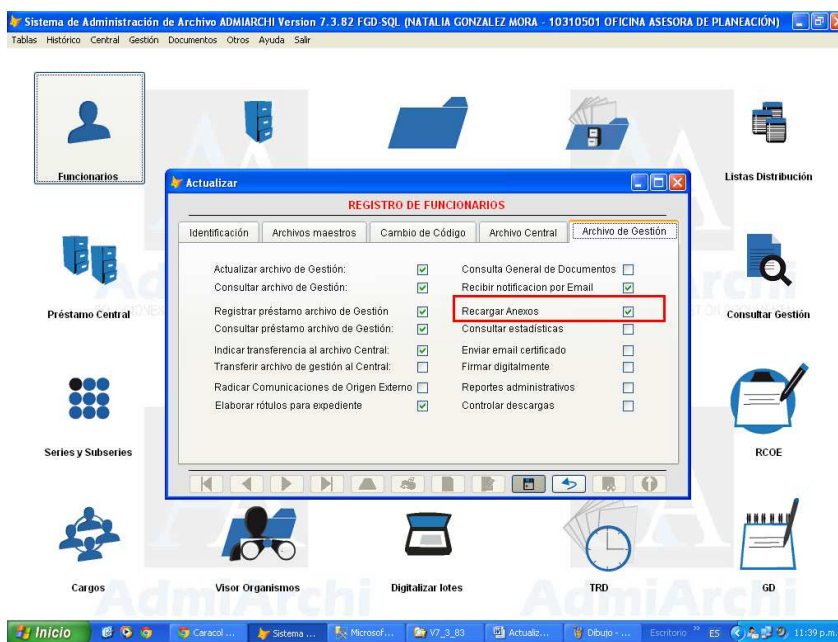 Sistema de Administración de Archivo ADMIARCHI Version 7.3.82 FGD-SQL (NATALIA GONZALEZ MORA - 10310501 OFICINA ASESORA DE PLANEACIÓN)
Tablas Histórico Central Gestión Documentos Otros Ayuda Salir
Funcionarios
Listas Distribución
Actualizar
REGISTRO DE FUNCIONARIOS
Identificación Archivos maestros Cambio de Código Archivo Central Archivo de Gestión
Actualizar archivo de Gestión: Consulta General de Documentos
Consultar archivo de Gestión: Recibir notificacion por Email
Registrar préstamo archivo de Gestión Recargar Anexos
Consultar préstamo archivo de Gestión: Consultar estadísticas
Indicar transferencia al archivo Central: Enviar email certificado
Transferir archivo de gestión al Central: Firmar digitalmente
Radicar Comunicaciones de Origen Externo Reportes administrativos
Elaborar rótulos para expediente Controlar descargas
Préstamo Central
Consultar Gestión
Series y Subseries
RCOE
Cargos Visor Organismos Digitalizar lotes TRD GD
AdmiArchi AdmiArchi
Inicio Caracol ... Sistema ... Microsof... V7_3_83 Actualiz... Dibujo - ... Escritorio » ES 11:39 p.m.